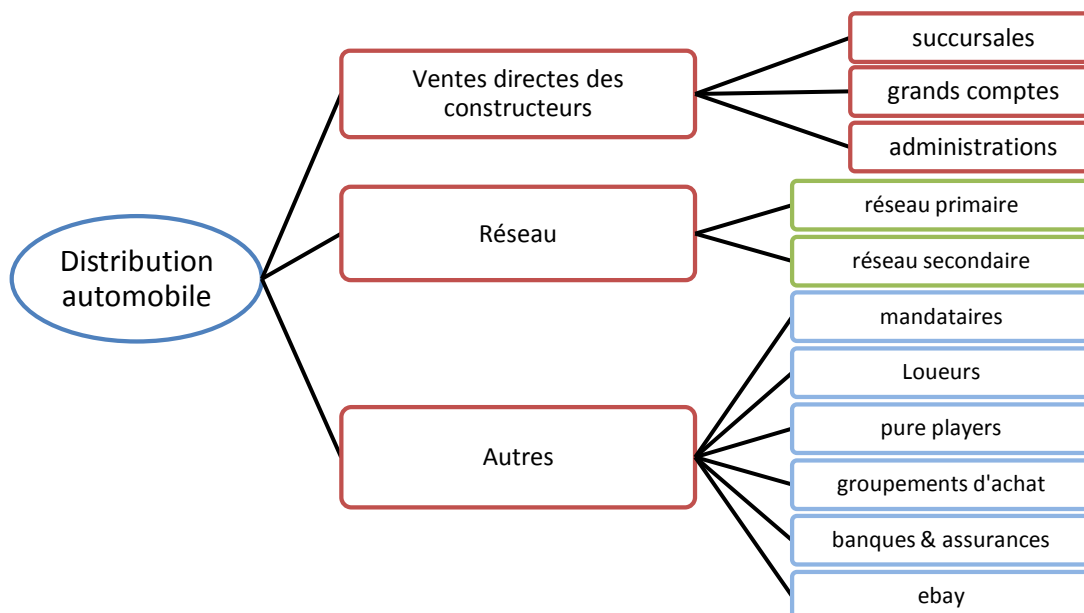 Distribution
automobile
Ventes directes des
constructeurs
succursales
grands comptes
administrations
Réseau
réseau primaire
réseau secondaire
Autres
mandataires
Loueurs
pure players
groupements d'achat
banques & assurances
ebay